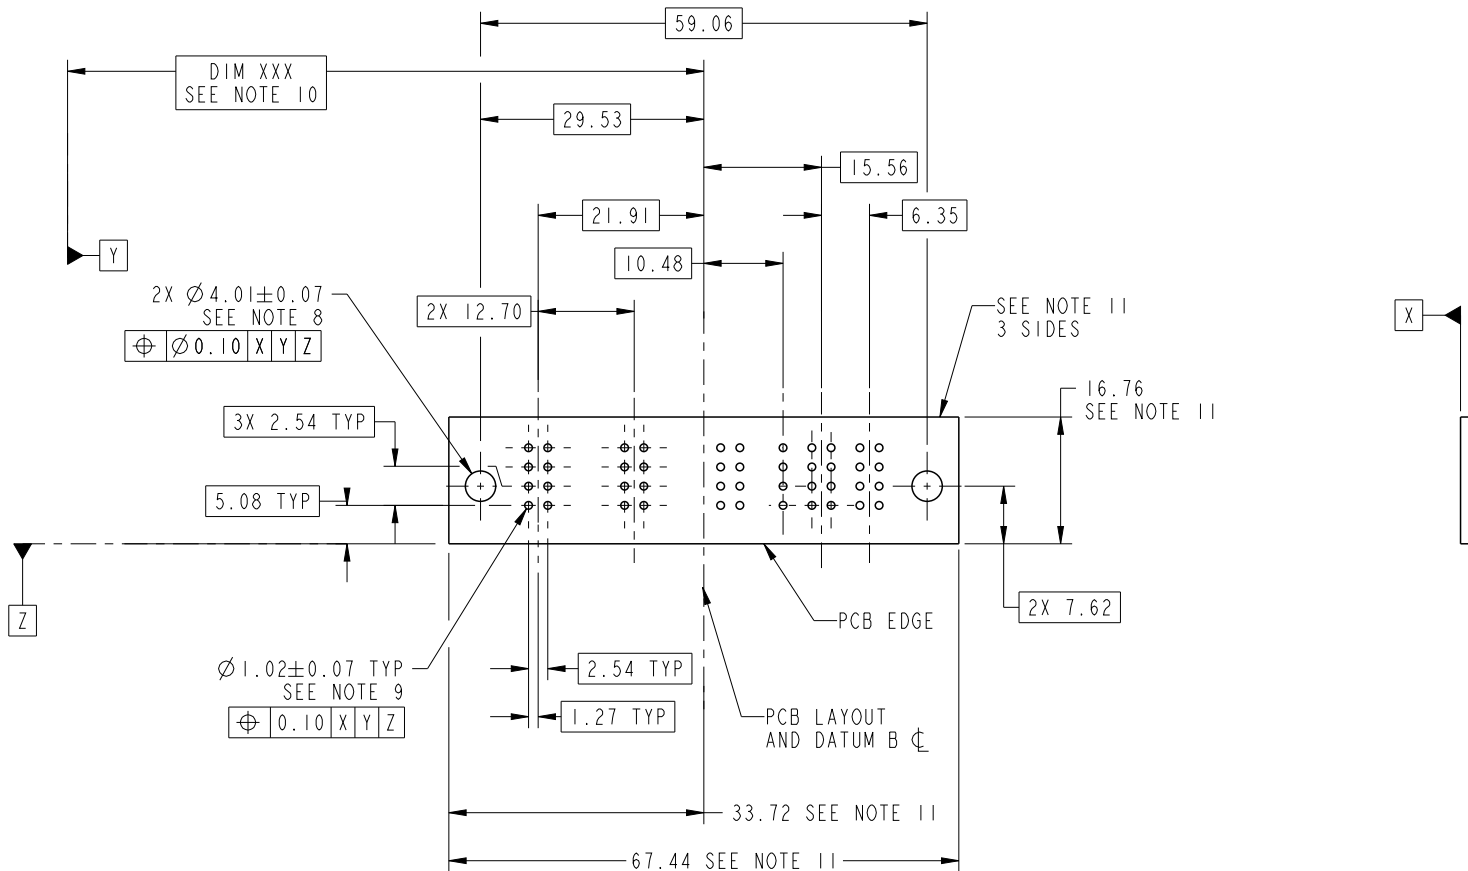 59.06
DIM XXX
SEE NOTE 10
29.53
15.56
21.91
6.35
Y
10.48
2X Ø4.01±0.07
SEE NOTE 8
⌖ Ø0.10 X Y Z
2X 12.70
SEE NOTE 11
3 SIDES
X
16.76
SEE NOTE 11
3X 2.54 TYP
5.08 TYP
Z
2X 7.62
PCB EDGE
Ø1.02±0.07 TYP
SEE NOTE 9
⌖ 0.10 X Y Z
2.54 TYP
1.27 TYP
PCB LAYOUT
AND DATUM B ℄
33.72 SEE NOTE 11
67.44 SEE NOTE 11